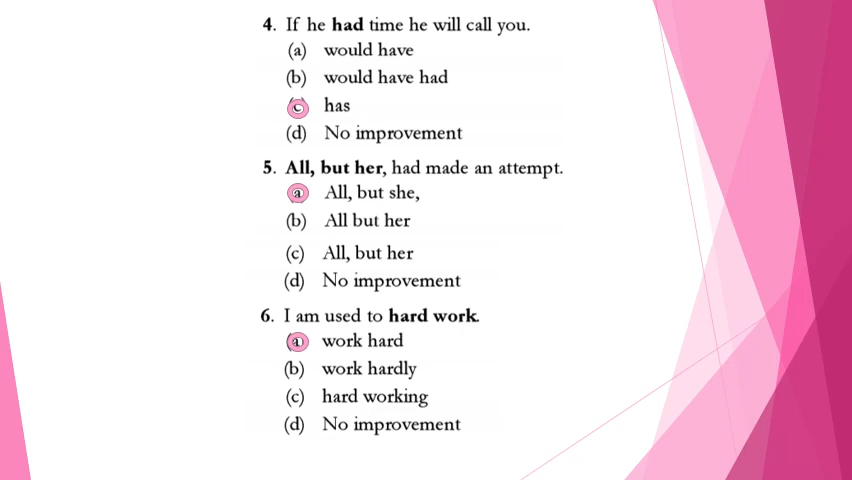 4. If he had time he will call you.
(a) would have
(b) would have had
(c) has
(d) No improvement
5. All, but her, had made an attempt.
(a) All, but she,
(b) All but her
(c) All, but her
(d) No improvement
6. I am used to hard work.
(a) work hard
(b) work hardly
(c) hard working
(d) No improvement